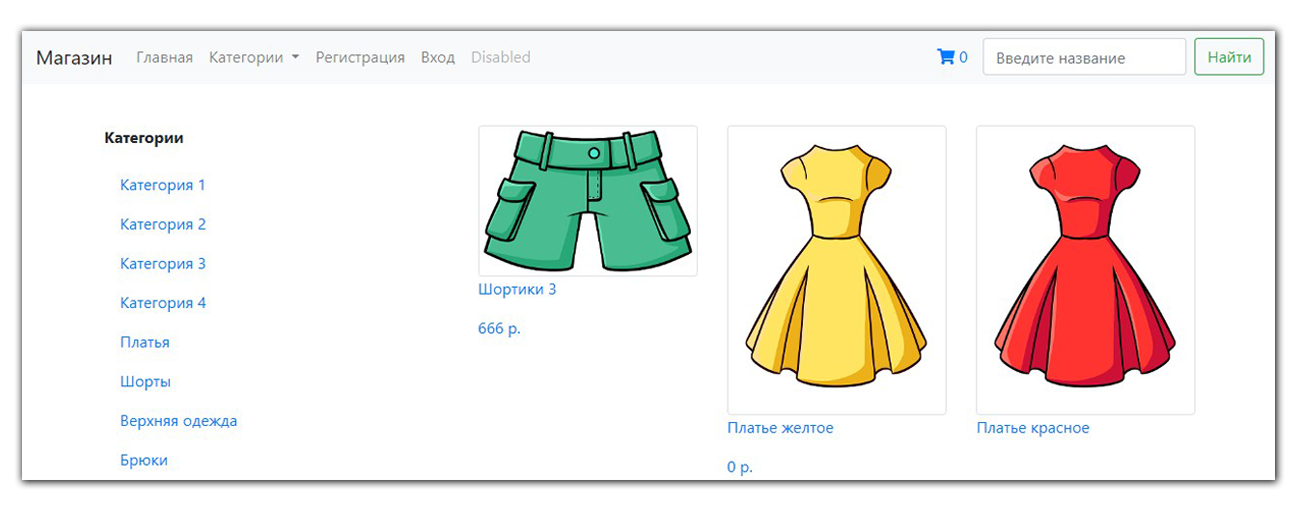 Магазин Главная Категории Регистрация Вход Disabled 0 Введите название Найти
Категории
Категория 1
Категория 2
Категория 3
Категория 4
Платья
Шорты
Верхняя одежда
Брюки
Шортики 3
666 р.
Платье желтое
0 р.
Платье красное